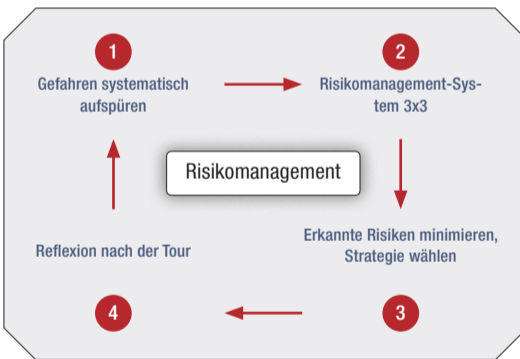 1
Gefahren systematisch
aufspüren
2
Risikomanagement-Sys-
tem 3x3
Risikomanagement
Erkannte Risiken minimieren,
Strategie wählen
3
Reflexion nach der Tour
4